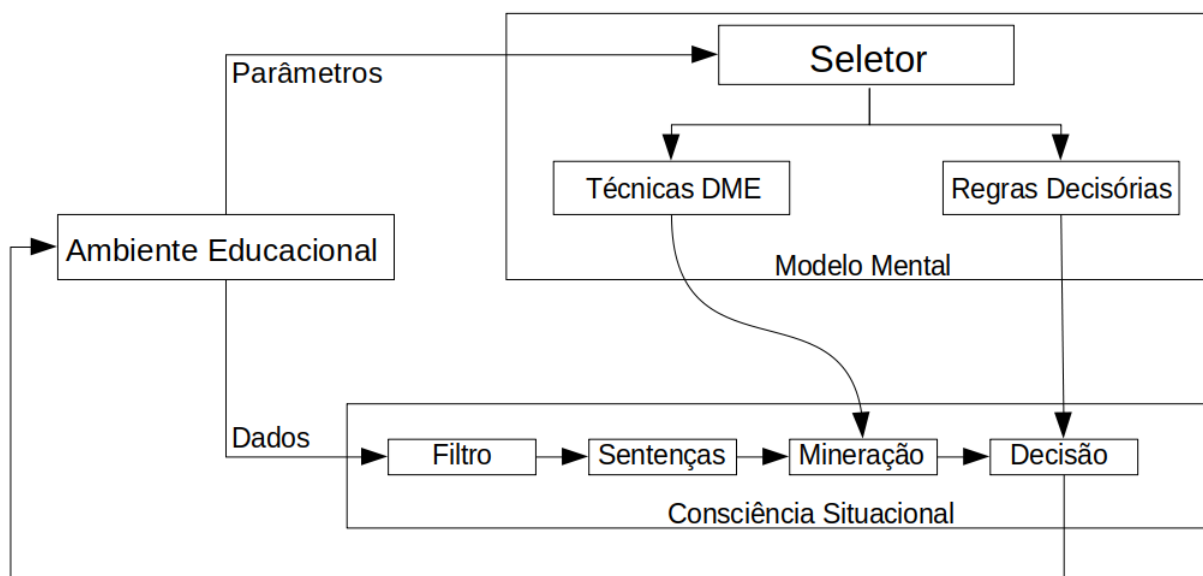 Seletor
Parâmetros
Técnicas DME
Regras Decisórias
Ambiente Educacional
Modelo Mental
Dados
Filtro
Sentenças
Mineração
Decisão
Consciência Situacional